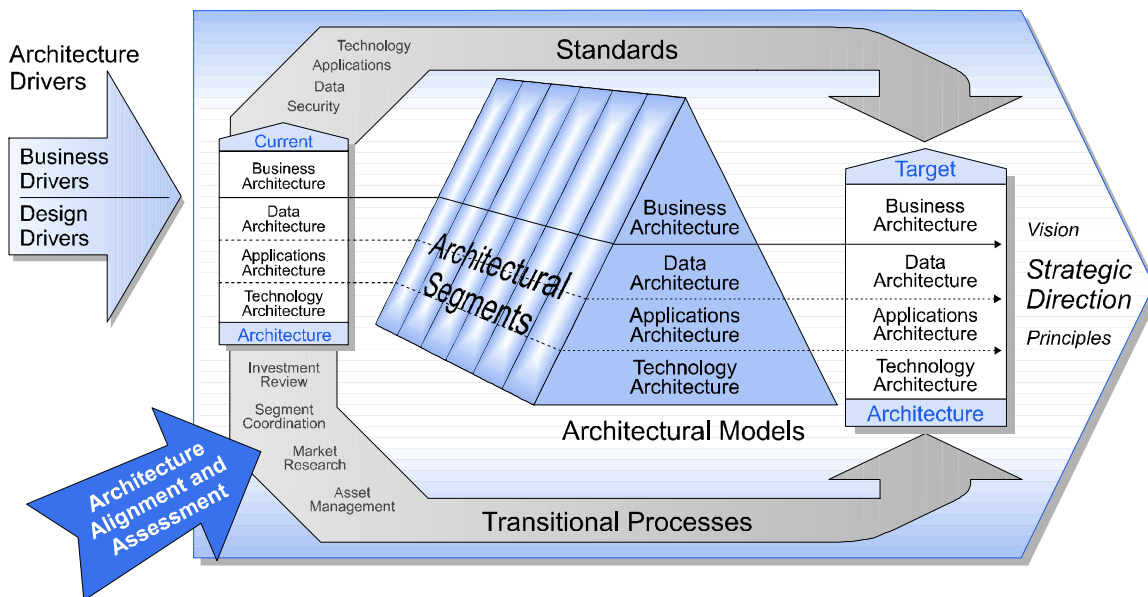 Architecture
Drivers
Business
Drivers
Design
Drivers
Technology
Applications
Data
Security
Standards
Current
Business
Architecture
Data
Architecture
Applications
Architecture
Technology
Architecture
Architecture
Architectural
Segments
Business
Architecture
Data
Architecture
Applications
Architecture
Technology
Architecture
Architectural Models
Target
Business
Architecture
Data
Architecture
Applications
Architecture
Technology
Architecture
Architecture
Vision
Strategic
Direction
Principles
Investment
Review
Segment
Coordination
Market
Research
Asset
Management
Transitional Processes
Architecture
Alignment and
Assessment